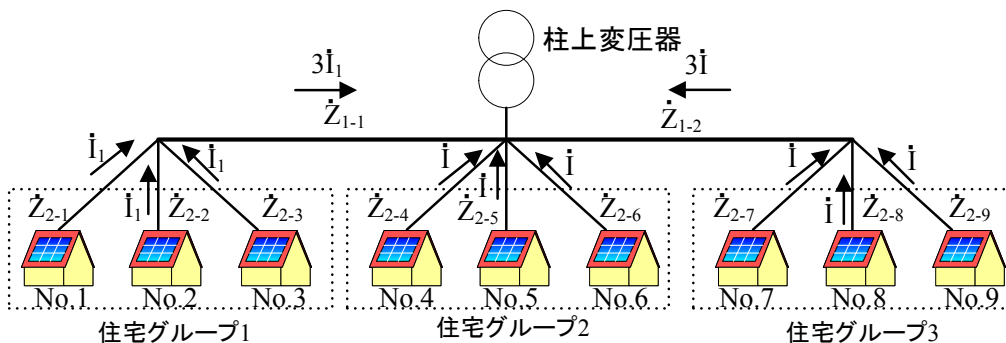 柱上変圧器
3İ₁
3İ
Ż₁₋₁
Ż₁₋₂
İ₁
İ₁
İ₁
İ
İ
İ
İ
İ
İ
Ż₂₋₁
Ż₂₋₂
Ż₂₋₃
Ż₂₋₄
Ż₂₋₅
Ż₂₋₆
Ż₂₋₇
Ż₂₋₈
Ż₂₋₉
No.1 No.2 No.3 No.4 No.5 No.6 No.7 No.8 No.9
住宅グループ1 住宅グループ2 住宅グループ3